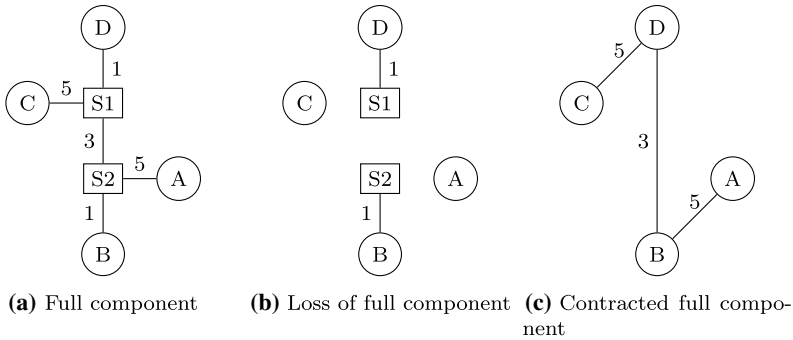 D
1
5
C
S1
3
5
S2
A
1
B
(a) Full component
D
1
C
S1
S2
A
1
B
(b) Loss of full component
D
5
C
3
A
5
B
(c) Contracted full compo-
nent